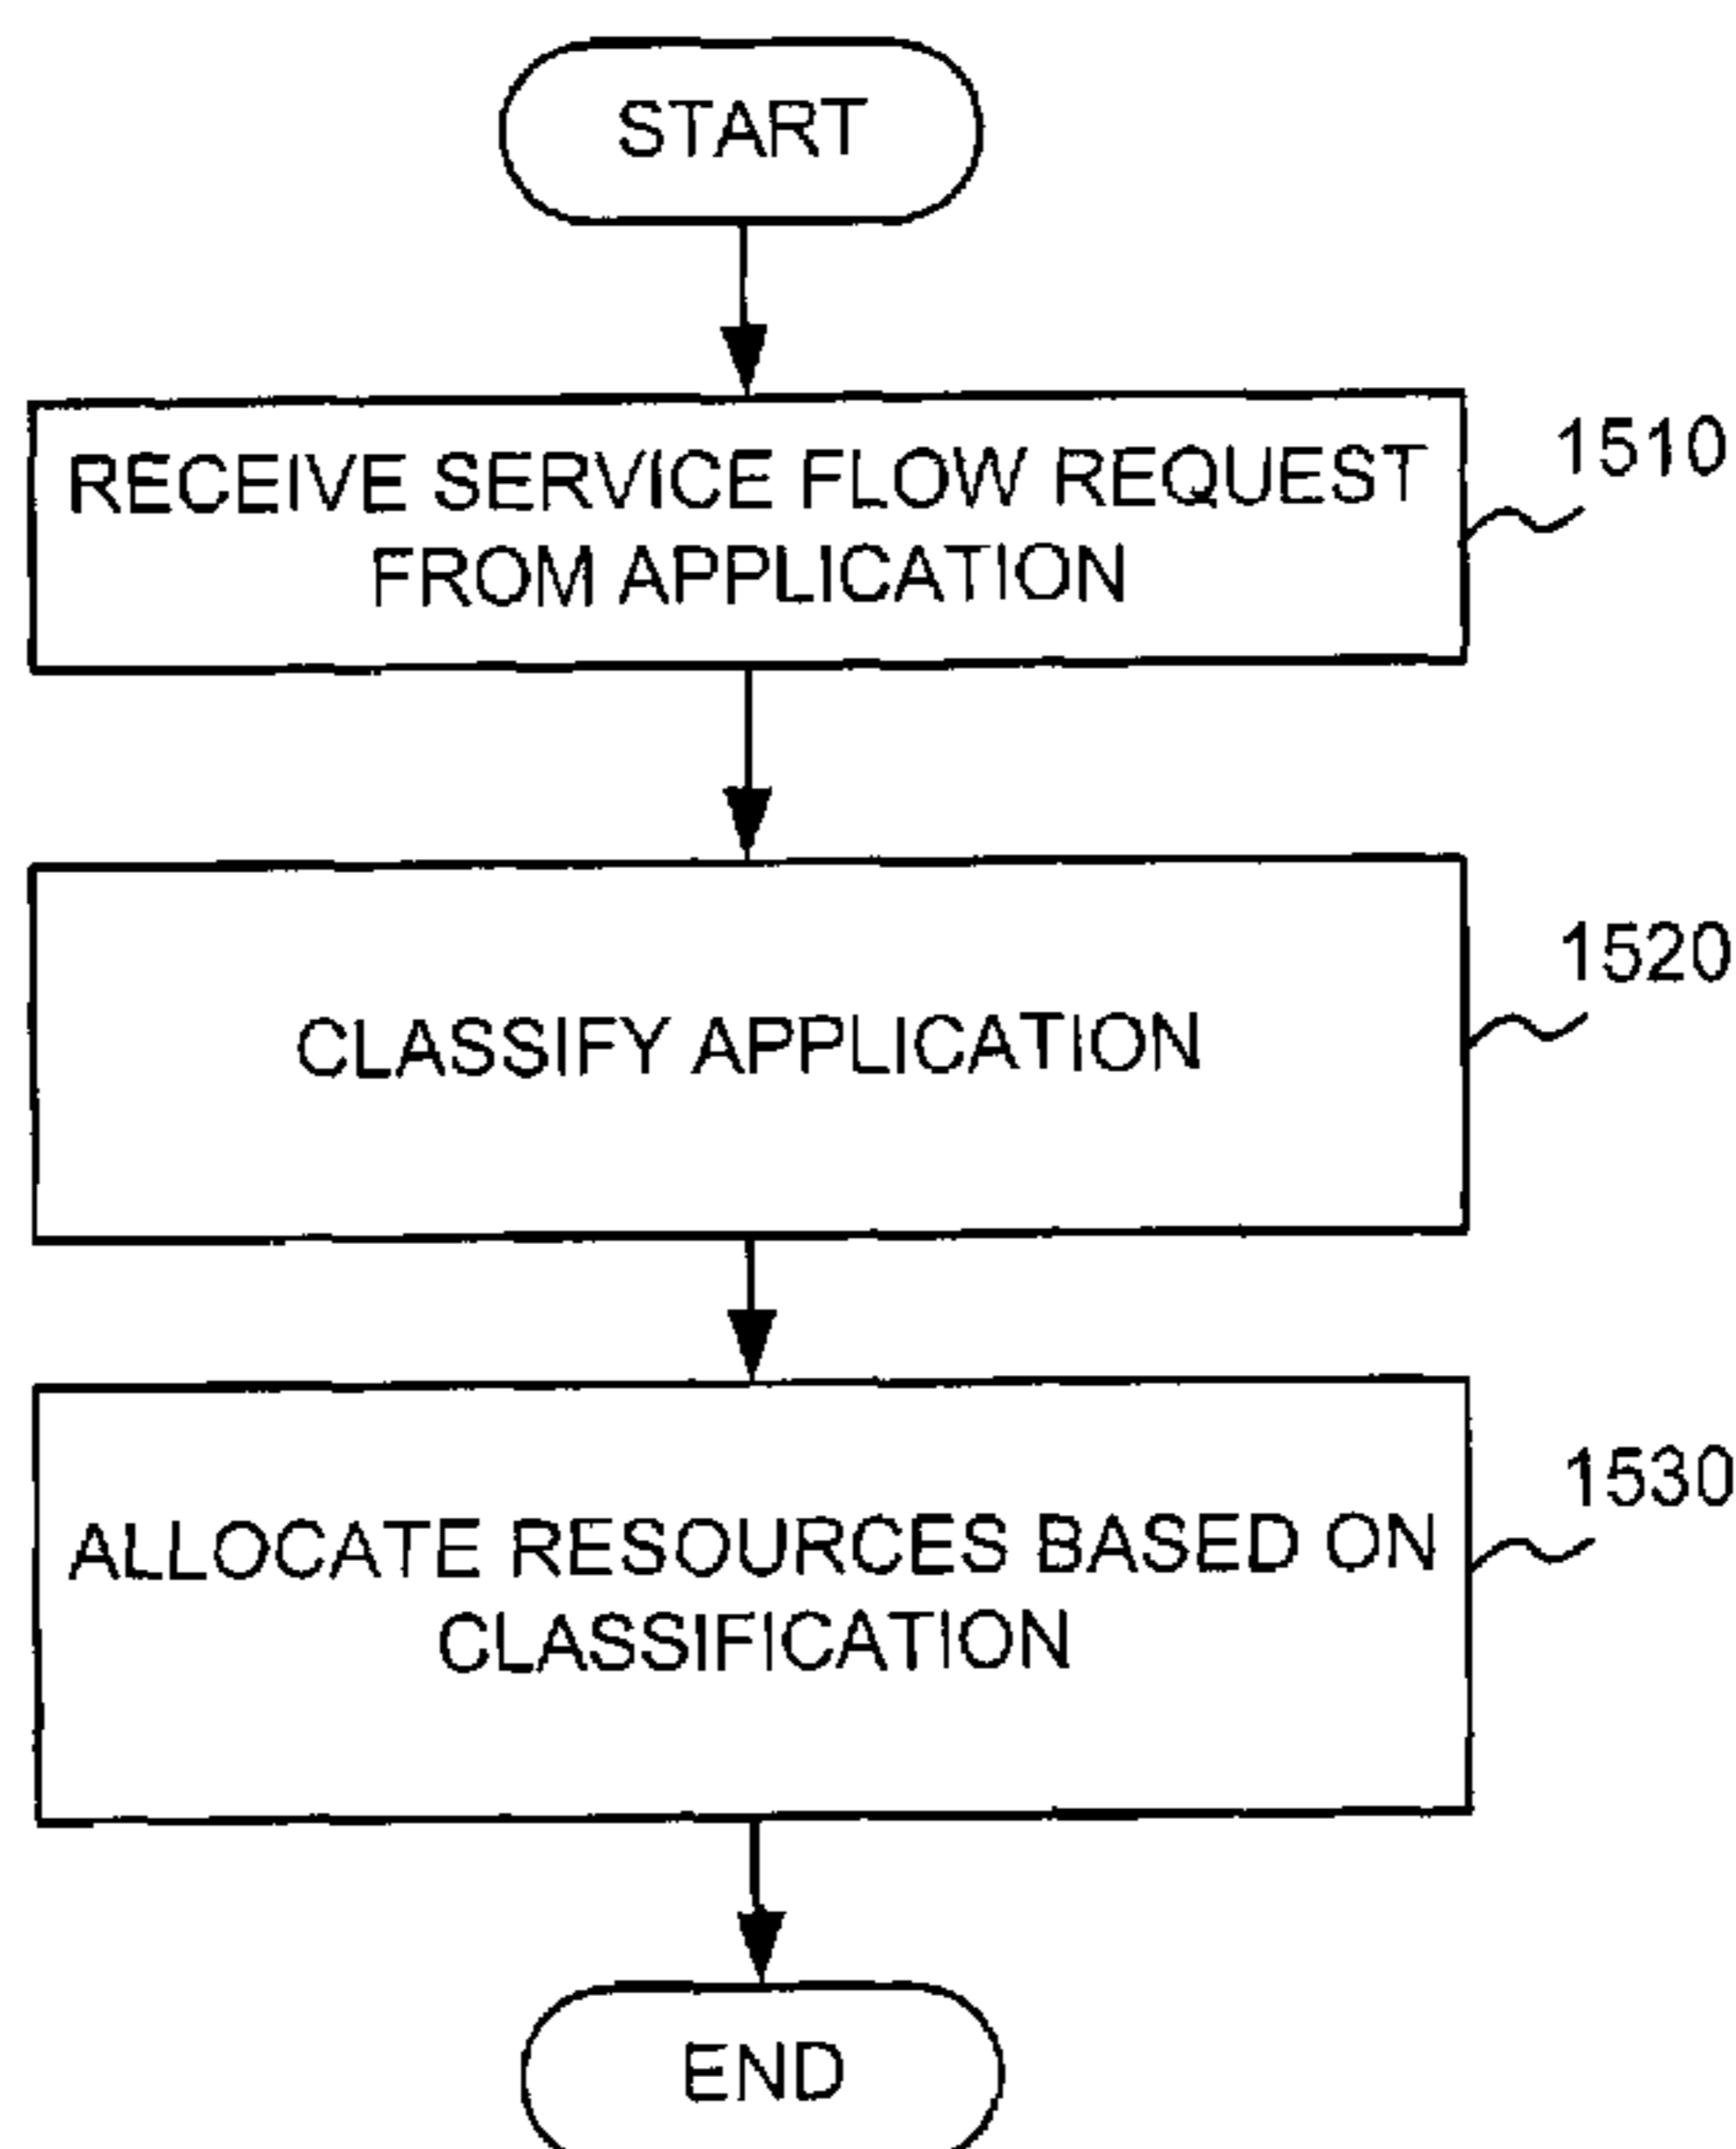 START
RECEIVE SERVICE FLOW REQUEST
FROM APPLICATION
1510
CLASSIFY APPLICATION
1520
ALLOCATE RESOURCES BASED ON
CLASSIFICATION
1530
END